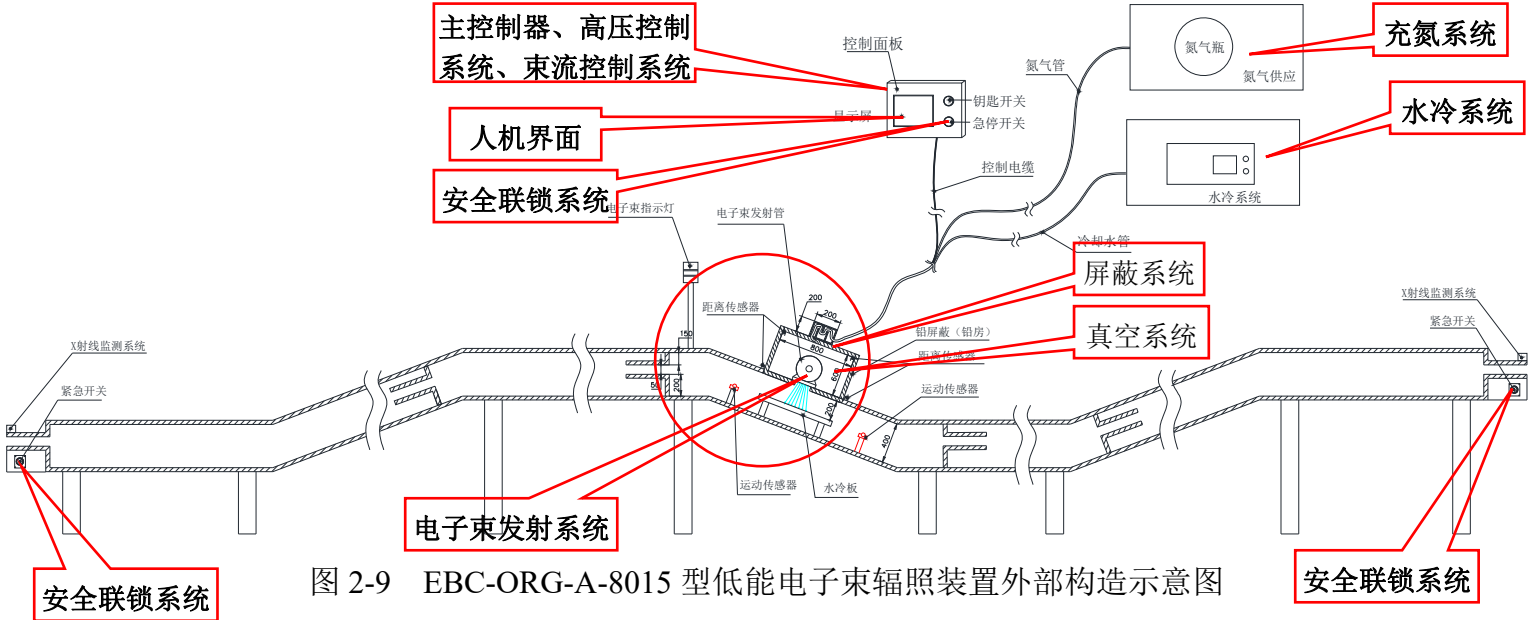 主控制器、高压控制
系统、束流控制系统
控制面板
显示屏
钥匙开关
急停开关
人机界面
安全联锁系统
控制电缆
氮气管
氮气瓶
氮气供应
充氮系统
水冷系统
水冷系统
冷却水管
电子束指示灯
电子束发射管
距离传感器
200
200
800
600
150
150
200
200
400
屏蔽系统
铅屏蔽（铅房）
真空系统
距离传感器
运动传感器
X射线监测系统
紧急开关
X射线监测系统
紧急开关
运动传感器
水冷板
电子束发射系统
安全联锁系统
安全联锁系统
图 2-9 EBC-ORG-A-8015 型低能电子束辐照装置外部构造示意图